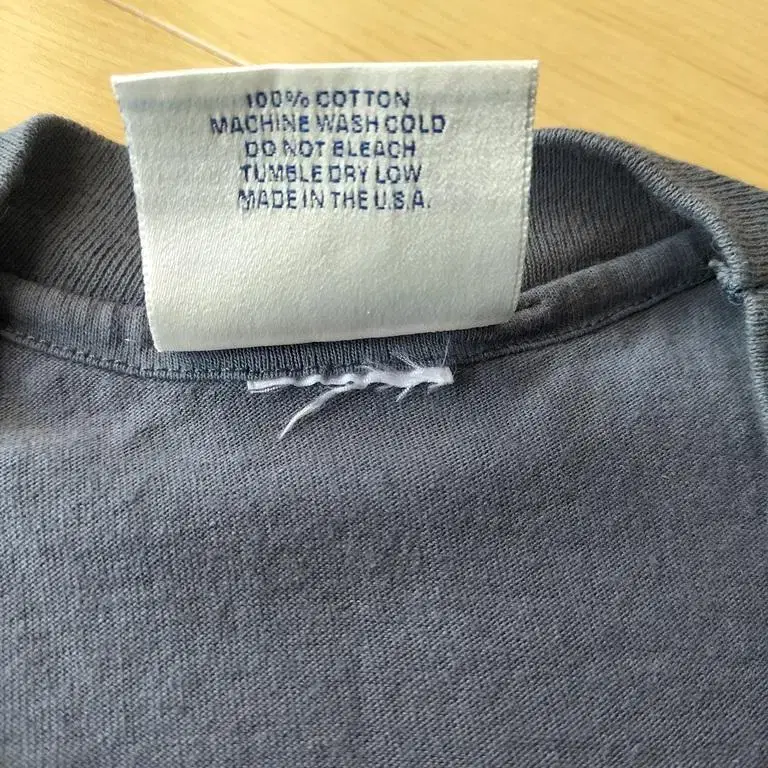 100% COTTON
MACHINE WASH COLD
DO NOT BLEACH
TUMBLE DRY LOW
MADE IN THE U.S.A.